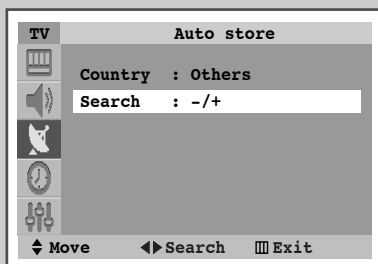 TV Auto store
Country : Others
Search : -/+
Move Search Exit